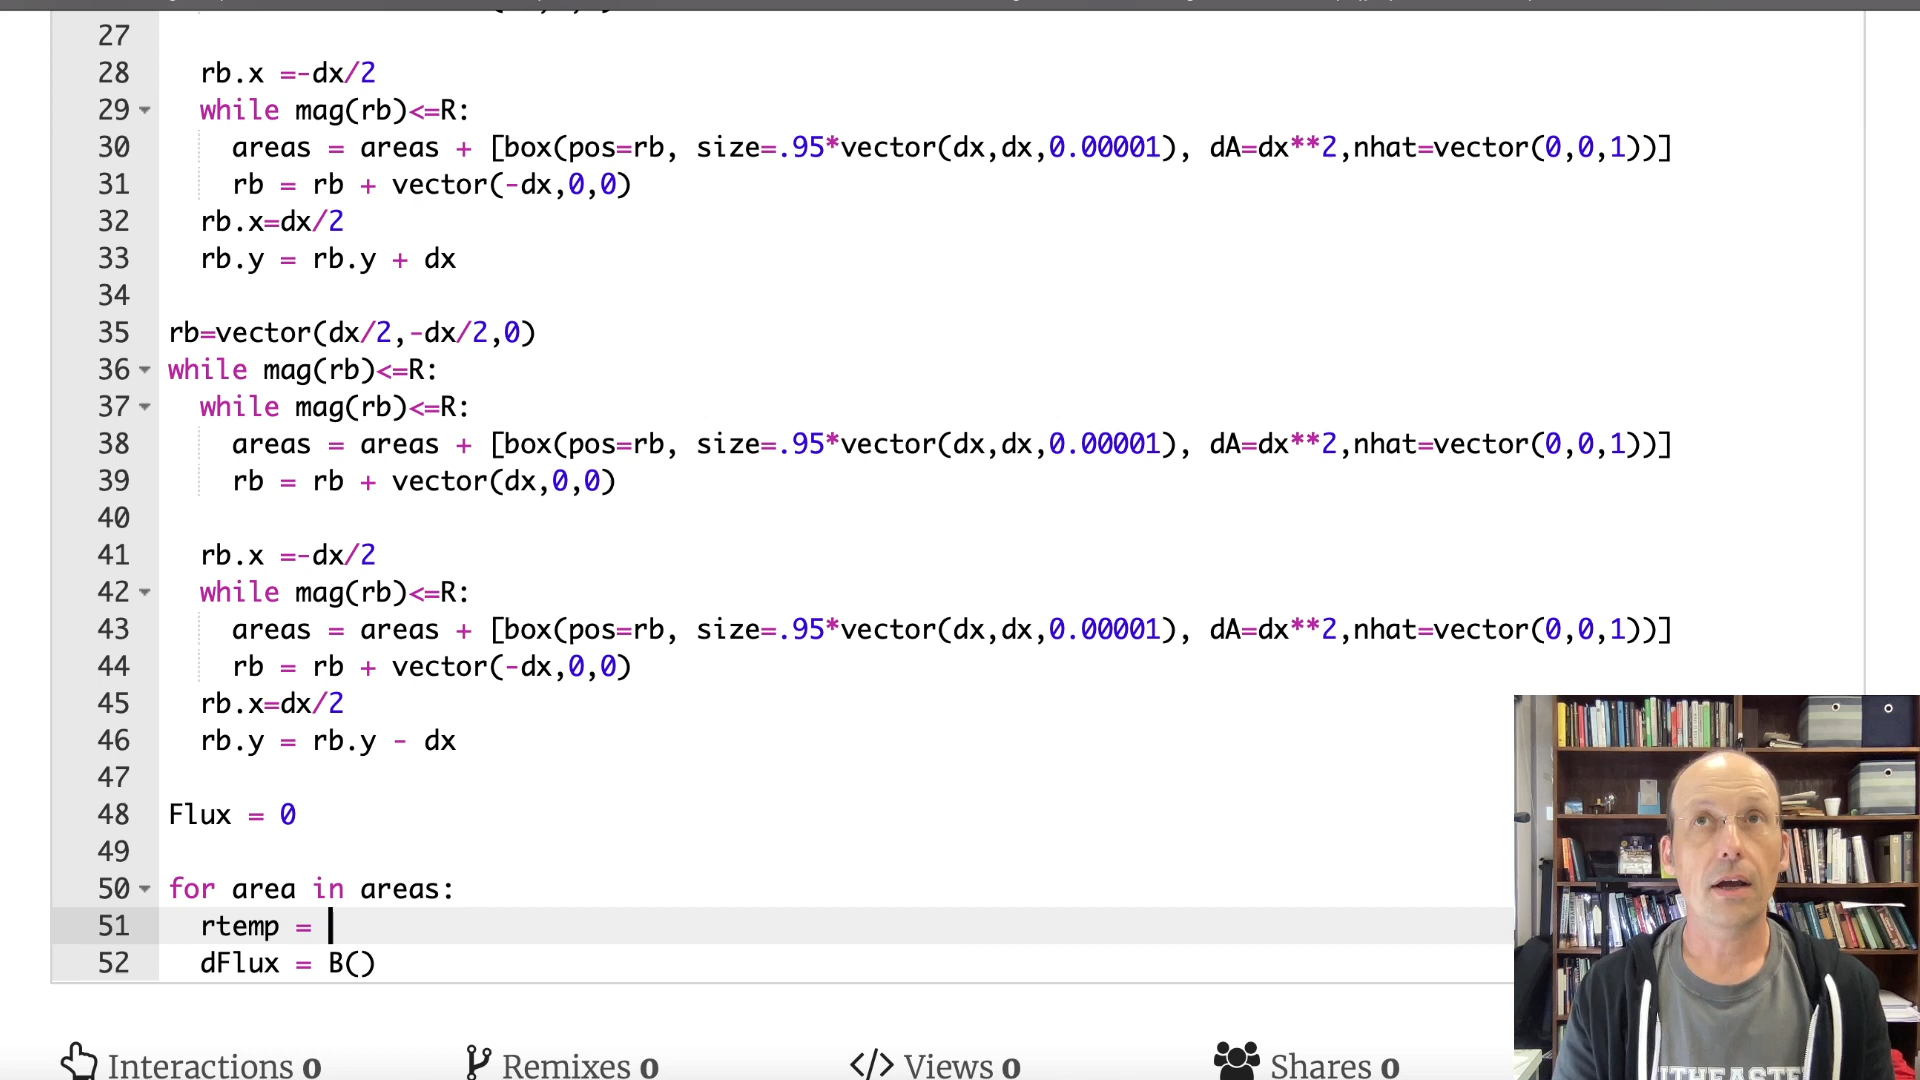 27
28 rb.x =-dx/2
29 while mag(rb)<=R:
30 areas = areas + [box(pos=rb, size=.95*vector(dx,dx,0.00001), dA=dx**2,nhat=vector(0,0,1))]
31 rb = rb + vector(-dx,0,0)
32 rb.x=dx/2
33 rb.y = rb.y + dx
34
35 rb=vector(dx/2,-dx/2,0)
36 while mag(rb)<=R:
37 while mag(rb)<=R:
38 areas = areas + [box(pos=rb, size=.95*vector(dx,dx,0.00001), dA=dx**2,nhat=vector(0,0,1))]
39 rb = rb + vector(dx,0,0)
40
41 rb.x =-dx/2
42 while mag(rb)<=R:
43 areas = areas + [box(pos=rb, size=.95*vector(dx,dx,0.00001), dA=dx**2,nhat=vector(0,0,1))]
44 rb = rb + vector(-dx,0,0)
45 rb.x=dx/2
46 rb.y = rb.y - dx
47
48 Flux = 0
49
50 for area in areas:
51 rtemp =
52 dFlux = B()
Interactions 0 Remixes 0 </> Views 0 Shares 0